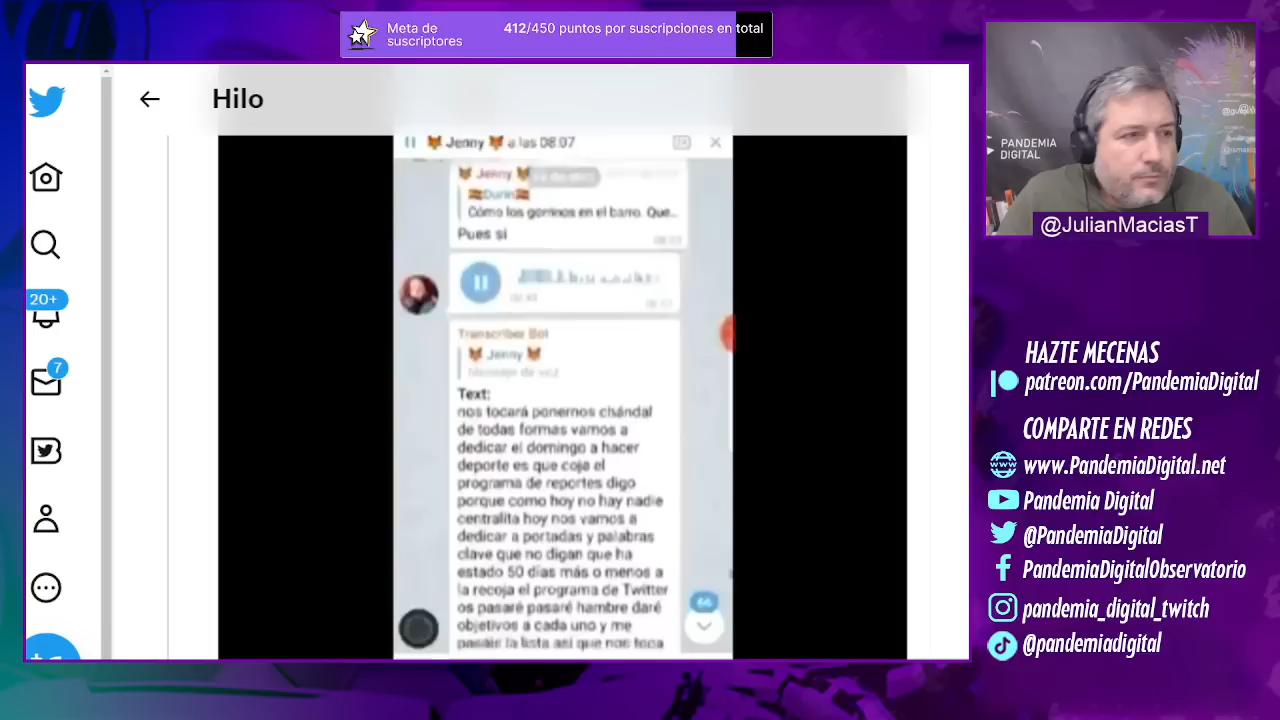 Meta de
suscriptores
412/450 puntos por suscripciones en total
Hilo
20+
7
Jenny a las 08:07
Jenny
Durin
Cómo los gorrinos en el barro. Que...
Pues si
Transcriber Bot
Jenny
Mensaje de voz
Text:
nos tocará ponernos chándal
de todas formas vamos a
dedicar el domingo a hacer
deporte es que coja el
programa de reportes digo
porque como hoy no hay nadie
centralita hoy nos vamos a
dedicar a portadas y palabras
clave que no digan que ha
estado 50 días más o menos a
la recoja el programa de Twitter
os pasaré pasaré hambre daré
objetivos a cada uno y me
pasáis la lista así que nos toca
66
PANDEMIA
DIGITAL
@JulianMaciasT
HAZTE MECENAS
patreon.com/PandemiaDigital
COMPARTE EN REDES
www.PandemiaDigital.net
Pandemia Digital
@PandemiaDigital
PandemiaDigitalObservatorio
pandemia_digital_twitch
@pandemiadigital